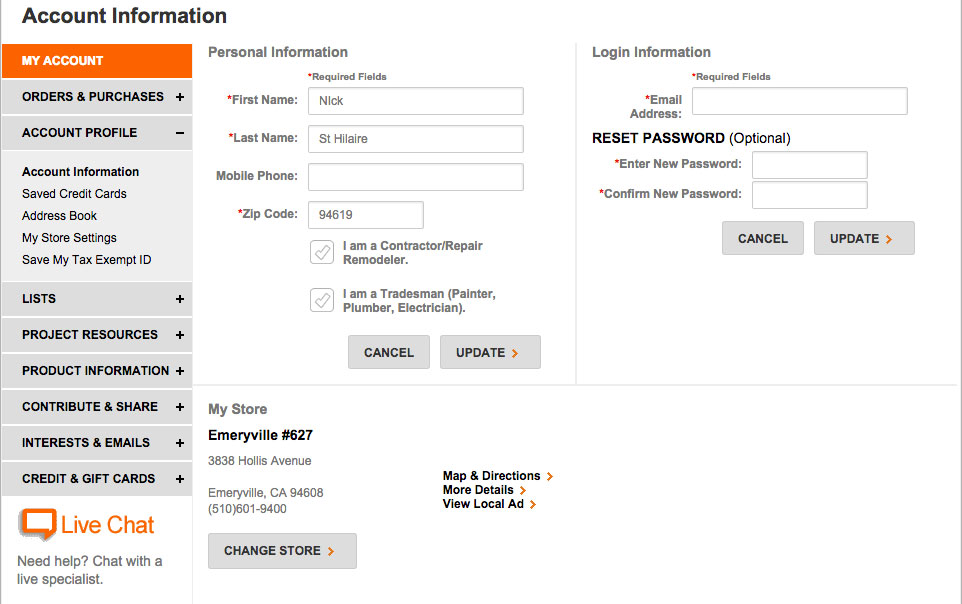 Account Information
MY ACCOUNT
ORDERS & PURCHASES +
ACCOUNT PROFILE −
Account Information
Saved Credit Cards
Address Book
My Store Settings
Save My Tax Exempt ID
LISTS +
PROJECT RESOURCES +
PRODUCT INFORMATION +
CONTRIBUTE & SHARE +
INTERESTS & EMAILS +
CREDIT & GIFT CARDS +
Live Chat
Need help? Chat with a
live specialist.
Personal Information
*Required Fields
*First Name: NIck
*Last Name: St Hilaire
Mobile Phone:
*Zip Code: 94619
I am a Contractor/Repair
Remodeler.
I am a Tradesman (Painter,
Plumber, Electrician).
CANCEL UPDATE >
Login Information
*Required Fields
*Email
Address:
RESET PASSWORD (Optional)
*Enter New Password:
*Confirm New Password:
CANCEL UPDATE >
My Store
Emeryville #627
3838 Hollis Avenue
Emeryville, CA 94608
(510)601-9400
Map & Directions >
More Details >
View Local Ad >
CHANGE STORE >